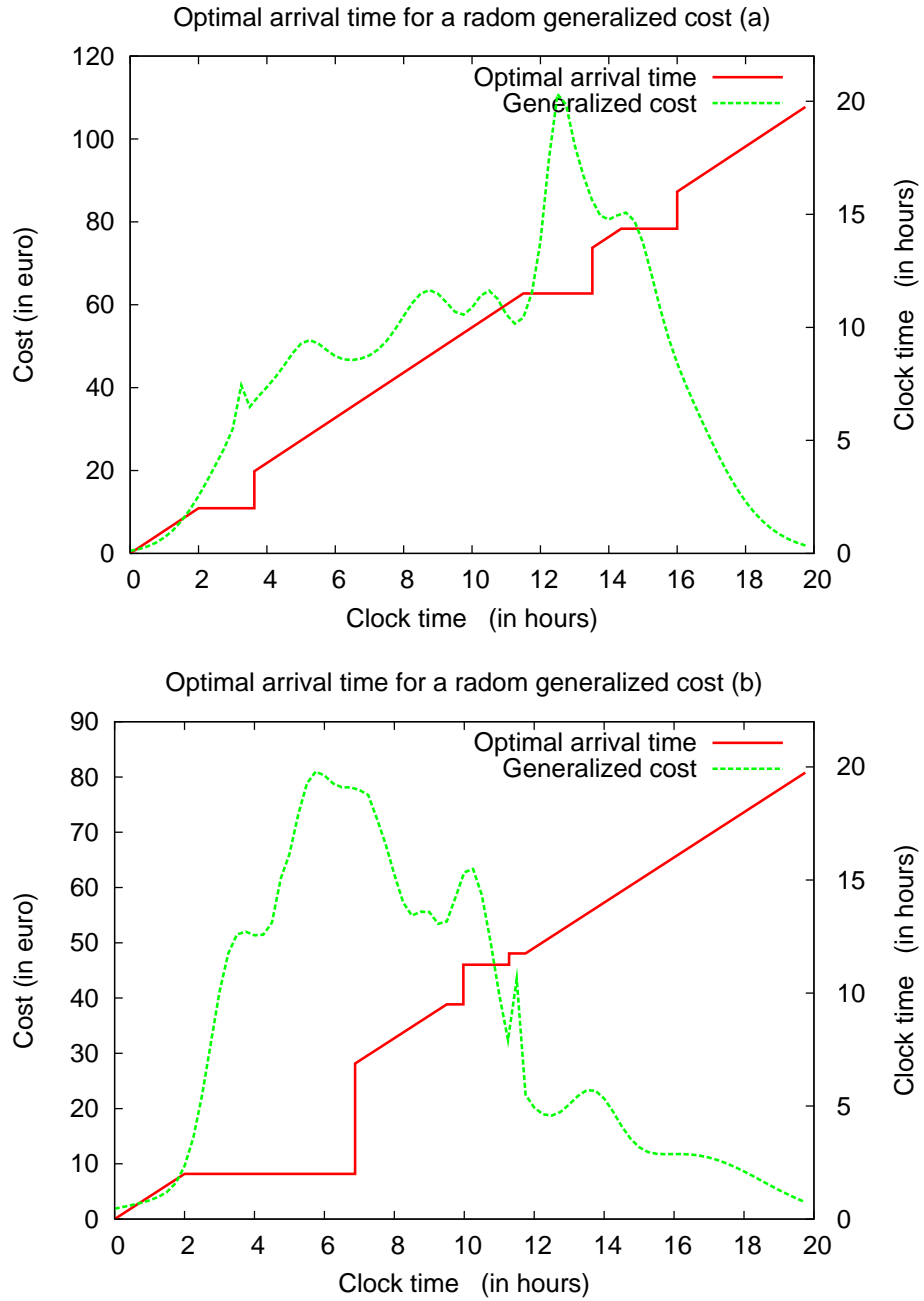 Optimal arrival time for a radom generalized cost (a)
120
100
80
60
40
20
0
Cost (in euro)
Optimal arrival time
Generalized cost
20
15
10
5
0
Clock time (in hours)
0 2 4 6 8 10 12 14 16 18 20
Clock time (in hours)
Optimal arrival time for a radom generalized cost (b)
90
80
70
60
50
40
30
20
10
0
Cost (in euro)
Optimal arrival time
Generalized cost
20
15
10
5
0
Clock time (in hours)
0 2 4 6 8 10 12 14 16 18 20
Clock time (in hours)